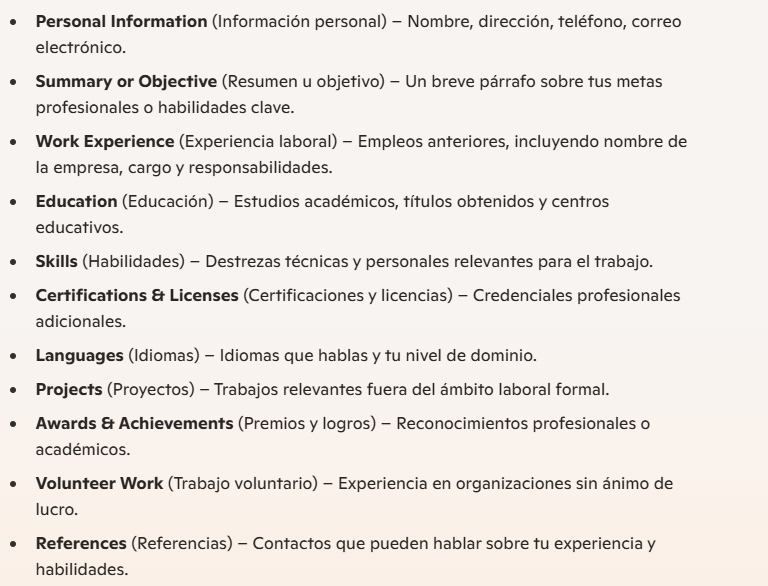 • Personal Information (Información personal) – Nombre, dirección, teléfono, correo
electrónico.
• Summary or Objective (Resumen u objetivo) – Un breve párrafo sobre tus metas
profesionales o habilidades clave.
• Work Experience (Experiencia laboral) – Empleos anteriores, incluyendo nombre de
la empresa, cargo y responsabilidades.
• Education (Educación) – Estudios académicos, títulos obtenidos y centros
educativos.
• Skills (Habilidades) – Destrezas técnicas y personales relevantes para el trabajo.
• Certifications & Licenses (Certificaciones y licencias) – Credenciales profesionales
adicionales.
• Languages (Idiomas) – Idiomas que hablas y tu nivel de dominio.
• Projects (Proyectos) – Trabajos relevantes fuera del ámbito laboral formal.
• Awards & Achievements (Premios y logros) – Reconocimientos profesionales o
académicos.
• Volunteer Work (Trabajo voluntario) – Experiencia en organizaciones sin ánimo de
lucro.
• References (Referencias) – Contactos que pueden hablar sobre tu experiencia y
habilidades.